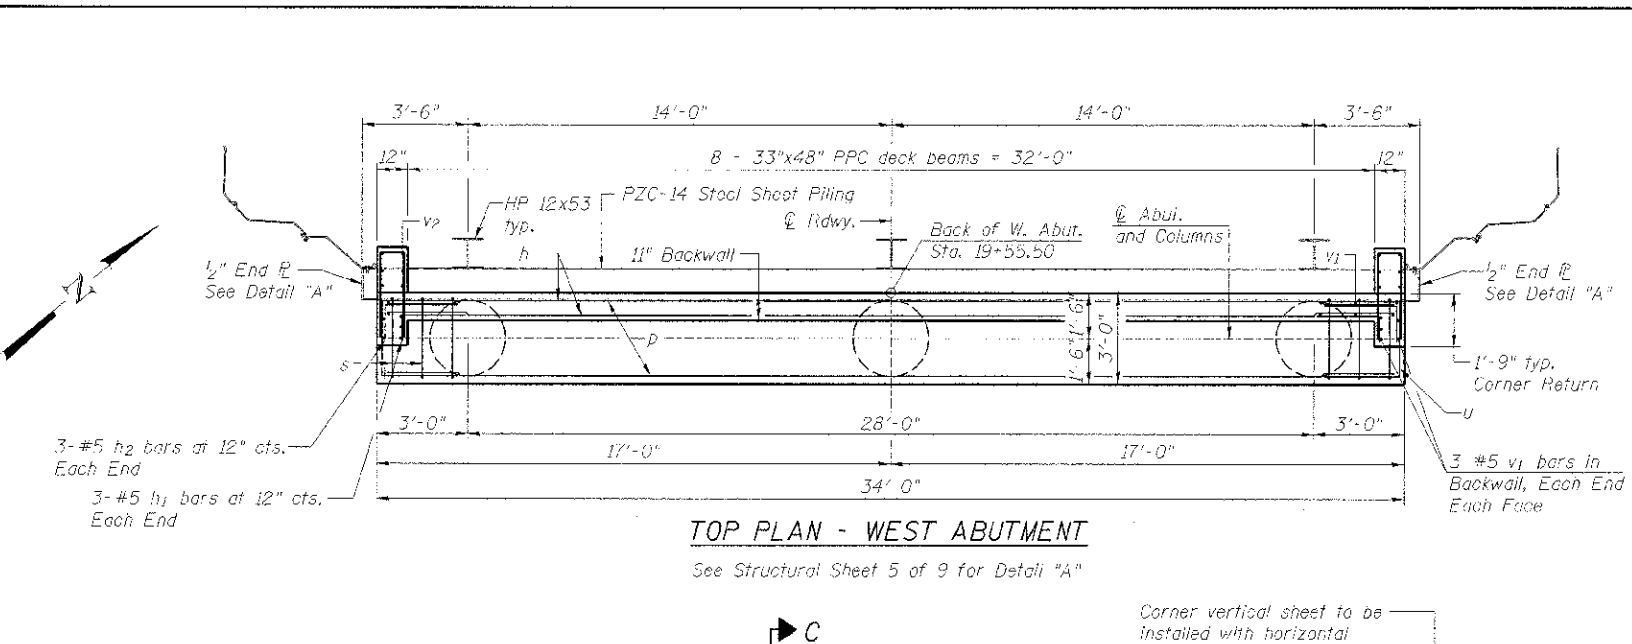 3'-6"
14'-0"
14'-0"
3'-6"
12"
8 - 33"x48" PPC deck beams = 32'-0"
12"
HP 12x53
typ.
PZC-14 Steel Sheet Piling
℄ Rdwy.
℄ Abut.
and Columns
v2
h
11" Backwall
Back of W. Abut.
Sta. 19+55.50
v1
1/2" End ℄
See Detail "A"
1/2" End ℄
See Detail "A"
N
p
s
1'-6"
1'-6"
3'-0"
1'-9" typ.
Corner Return
u
3'-0"
28'-0"
3'-0"
3-#5 h2 bars at 12" cts.
Each End
17'-0"
17'-0"
3 #5 v1 bars in
Backwall, Each End
Each Face
3-#5 h1 bars at 12" cts.
Each End
34' 0"
TOP PLAN - WEST ABUTMENT
See Structural Sheet 5 of 9 for Detail "A"
C
Corner vertical sheet to be
installed with horizontal